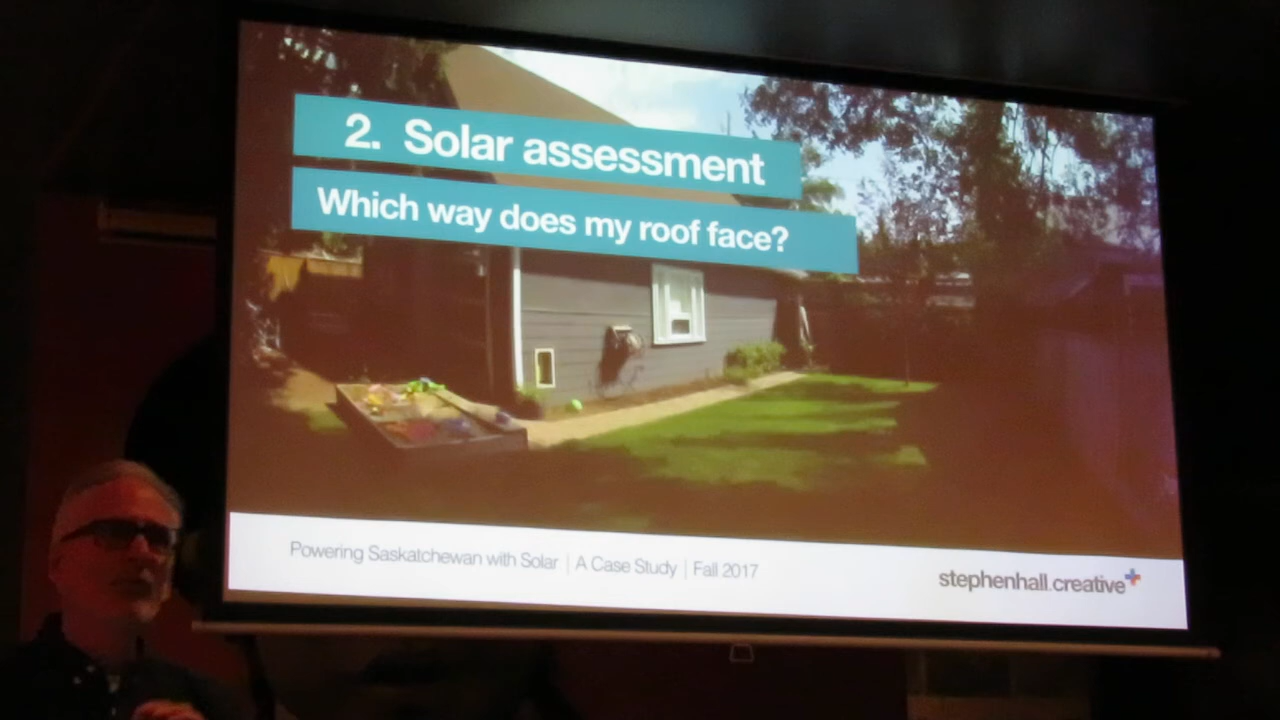 2. Solar assessment
Which way does my roof face?
Powering Saskatchewan with Solar | A Case Study | Fall 2017
stephenhall.creative